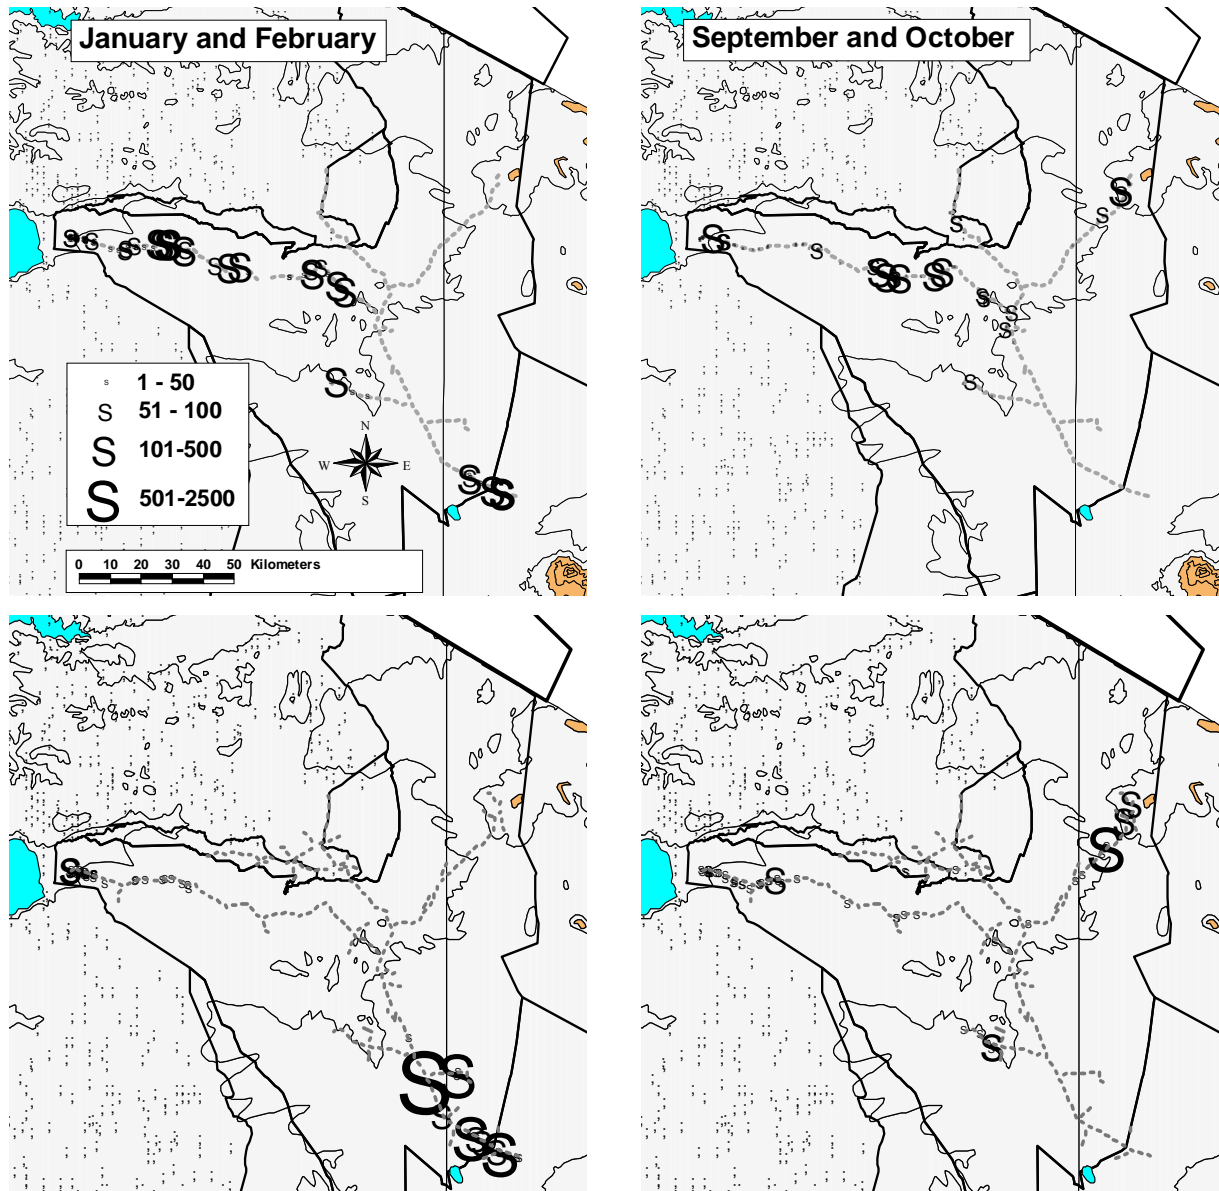 January and February
September and October
s 1 - 50
S 51 - 100
S 101-500
S 501-2500
N
W E
S
0 10 20 30 40 50 Kilometers